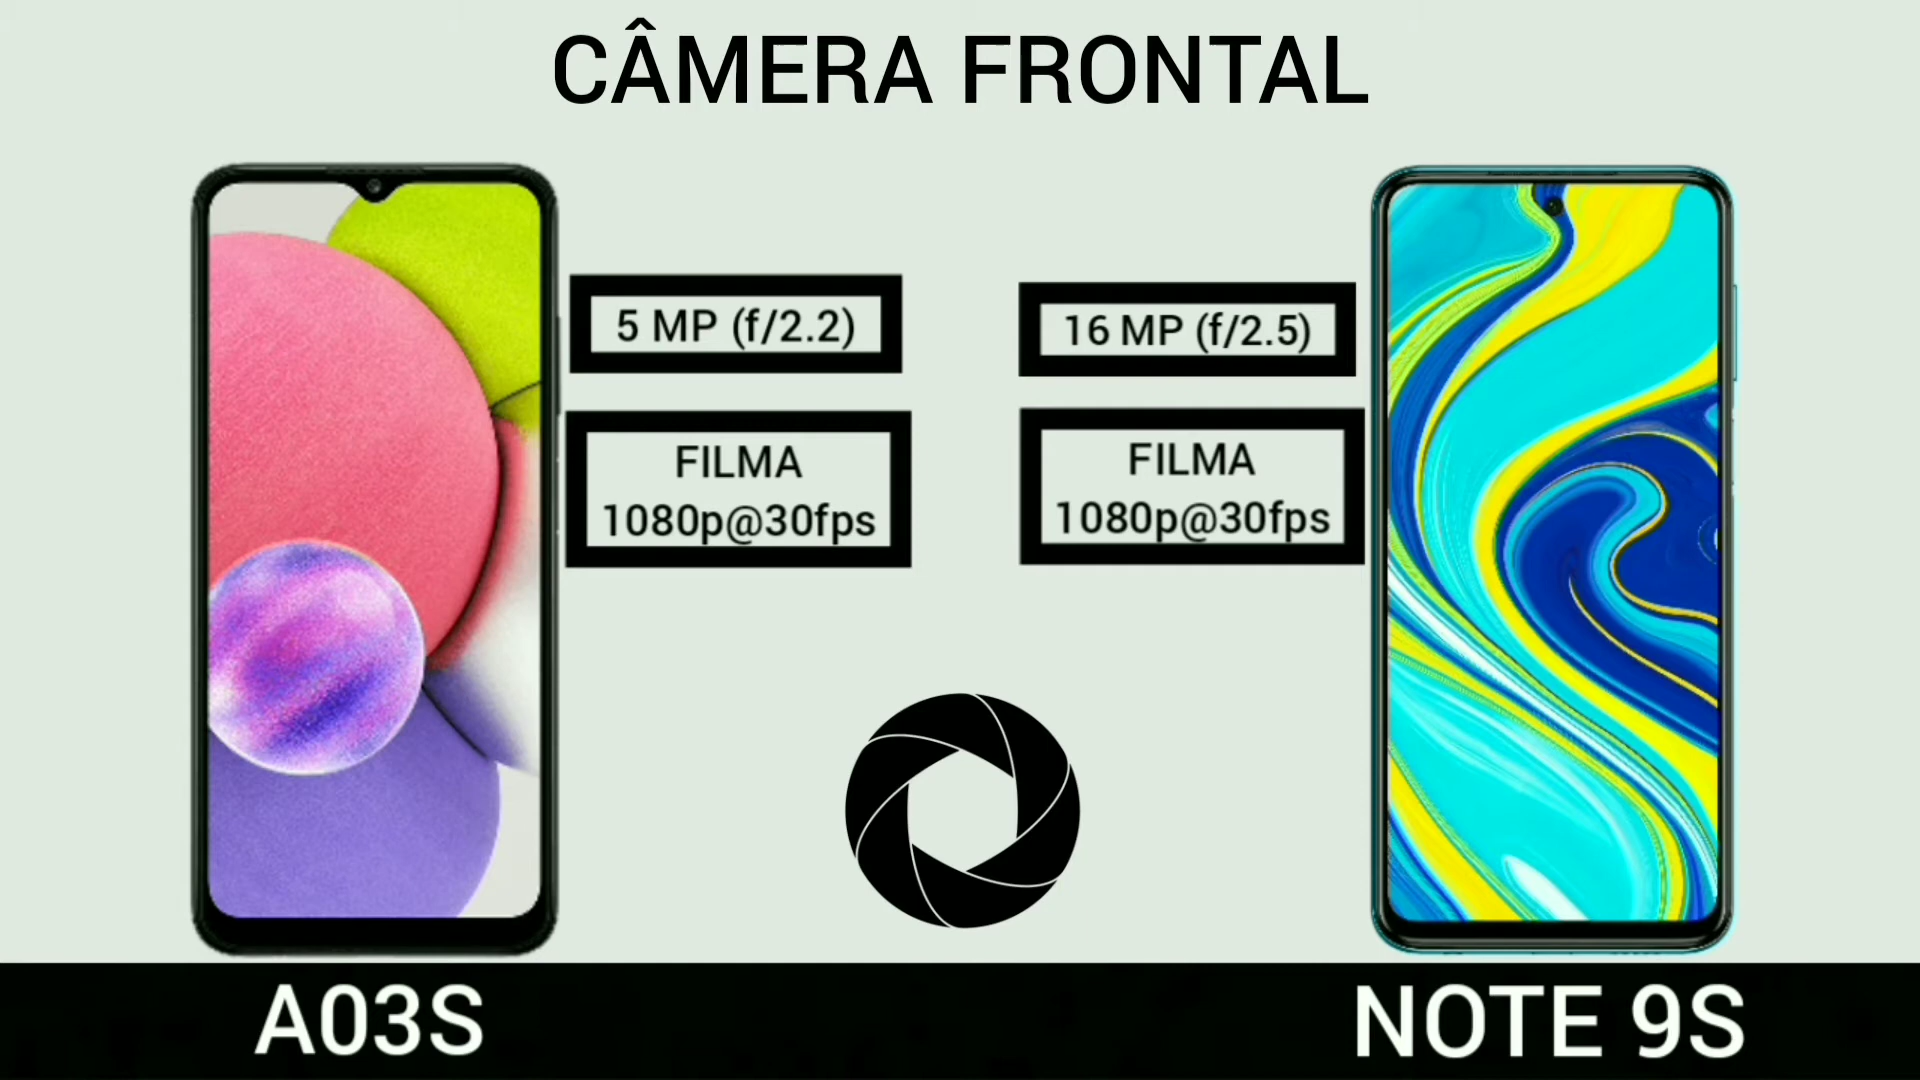 CÂMERA FRONTAL
5 MP (f/2.2)
FILMA
1080p@30fps
16 MP (f/2.5)
FILMA
1080p@30fps
A03S
NOTE 9S